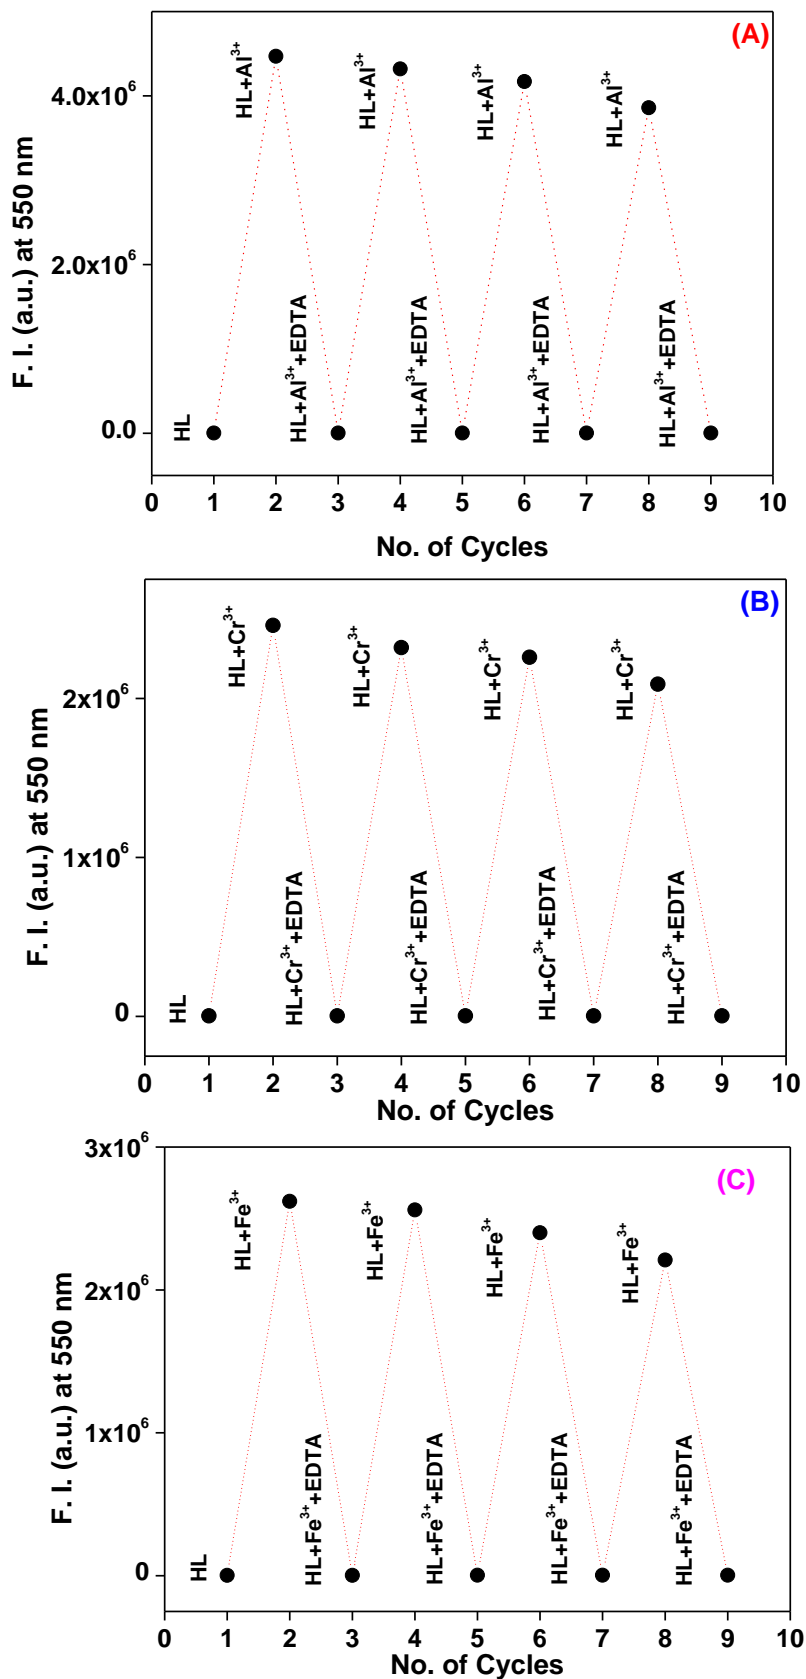 (A)
HL+Al³⁺
HL+Al³⁺
HL+Al³⁺
HL+Al³⁺
4.0x10⁶
2.0x10⁶
0.0
F. I. (a.u.) at 550 nm
HL
HL+Al³⁺+EDTA
HL+Al³⁺+EDTA
HL+Al³⁺+EDTA
HL+Al³⁺+EDTA
0 1 2 3 4 5 6 7 8 9 10
No. of Cycles
(B)
HL+Cr³⁺
HL+Cr³⁺
HL+Cr³⁺
HL+Cr³⁺
2x10⁶
1x10⁶
0
F. I. (a.u.) at 550 nm
HL
HL+Cr³⁺+EDTA
HL+Cr³⁺+EDTA
HL+Cr³⁺+EDTA
HL+Cr³⁺+EDTA
0 1 2 3 4 5 6 7 8 9 10
No. of Cycles
(C)
3x10⁶
2x10⁶
1x10⁶
0
HL+Fe³⁺
HL+Fe³⁺
HL+Fe³⁺
HL+Fe³⁺
F. I. (a.u.) at 550 nm
HL
HL+Fe³⁺+EDTA
HL+Fe³⁺+EDTA
HL+Fe³⁺+EDTA
HL+Fe³⁺+EDTA
0 1 2 3 4 5 6 7 8 9 10
No. of Cycles